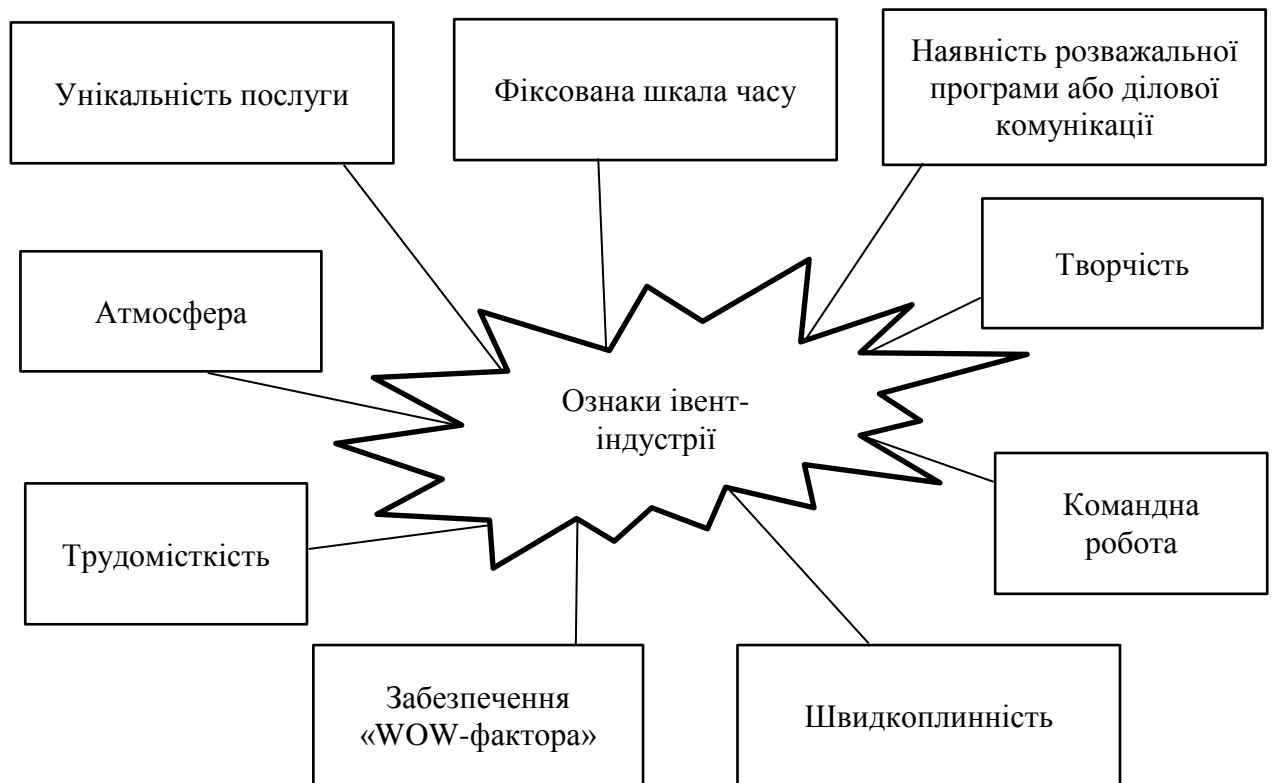 Унікальність послуги
Фіксована шкала часу
Наявність розважальної
програми або ділової
комунікації
Атмосфера
Творчість
Ознаки івент-
індустрії
Трудомісткість
Командна
робота
Забезпечення
«WOW-фактора»
Швидкоплинність